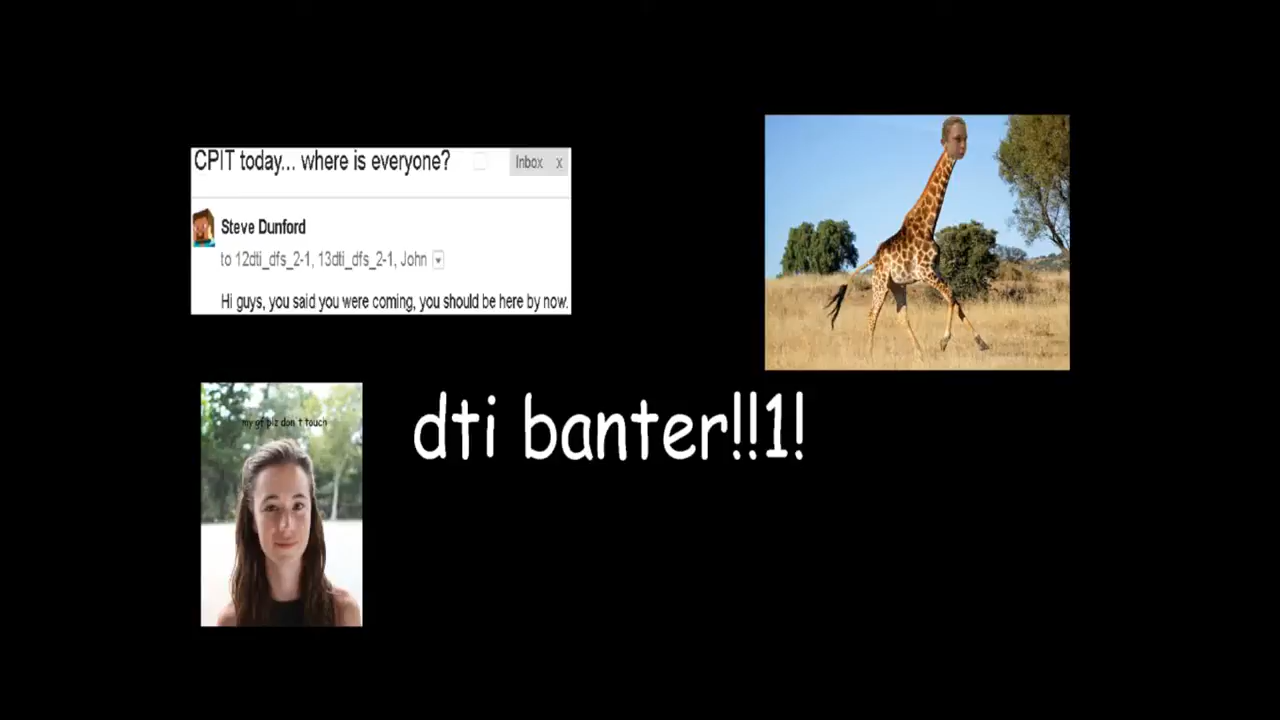 CPIT today... where is everyone?
Inbox x
Steve Dunford
to 12dti_dfs_2-1, 13dti_dfs_2-1, John
Hi guys, you said you were coming, you should be here by now.
my gf plz don't touch
dti banter!!1!